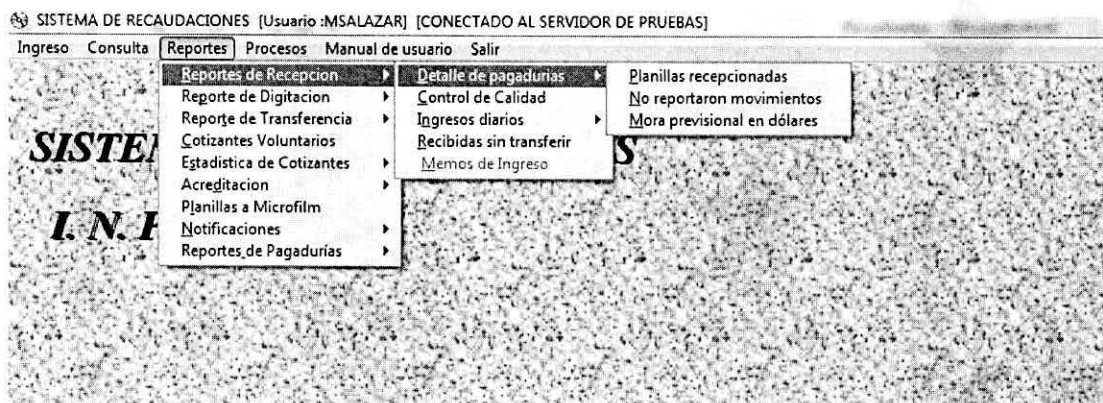 SISTEMA DE RECAUDACIONES [Usuario :MSALAZAR] [CONECTADO AL SERVIDOR DE PRUEBAS]
Ingreso Consulta Reportes Procesos Manual de usuario Salir
Reportes de Recepcion
Reporte de Digitacion
Reporte de Transferencia
Cotizantes Voluntarios
Estadistica de Cotizantes
Acreditacion
Planillas a Microfilm
Notificaciones
Reportes de Pagadurías
Detalle de pagadurias
Control de Calidad
Ingresos diarios
Recibidas sin transferir
Memos de Ingreso
Planillas recepcionadas
No reportaron movimientos
Mora previsional en dólares
I. N.